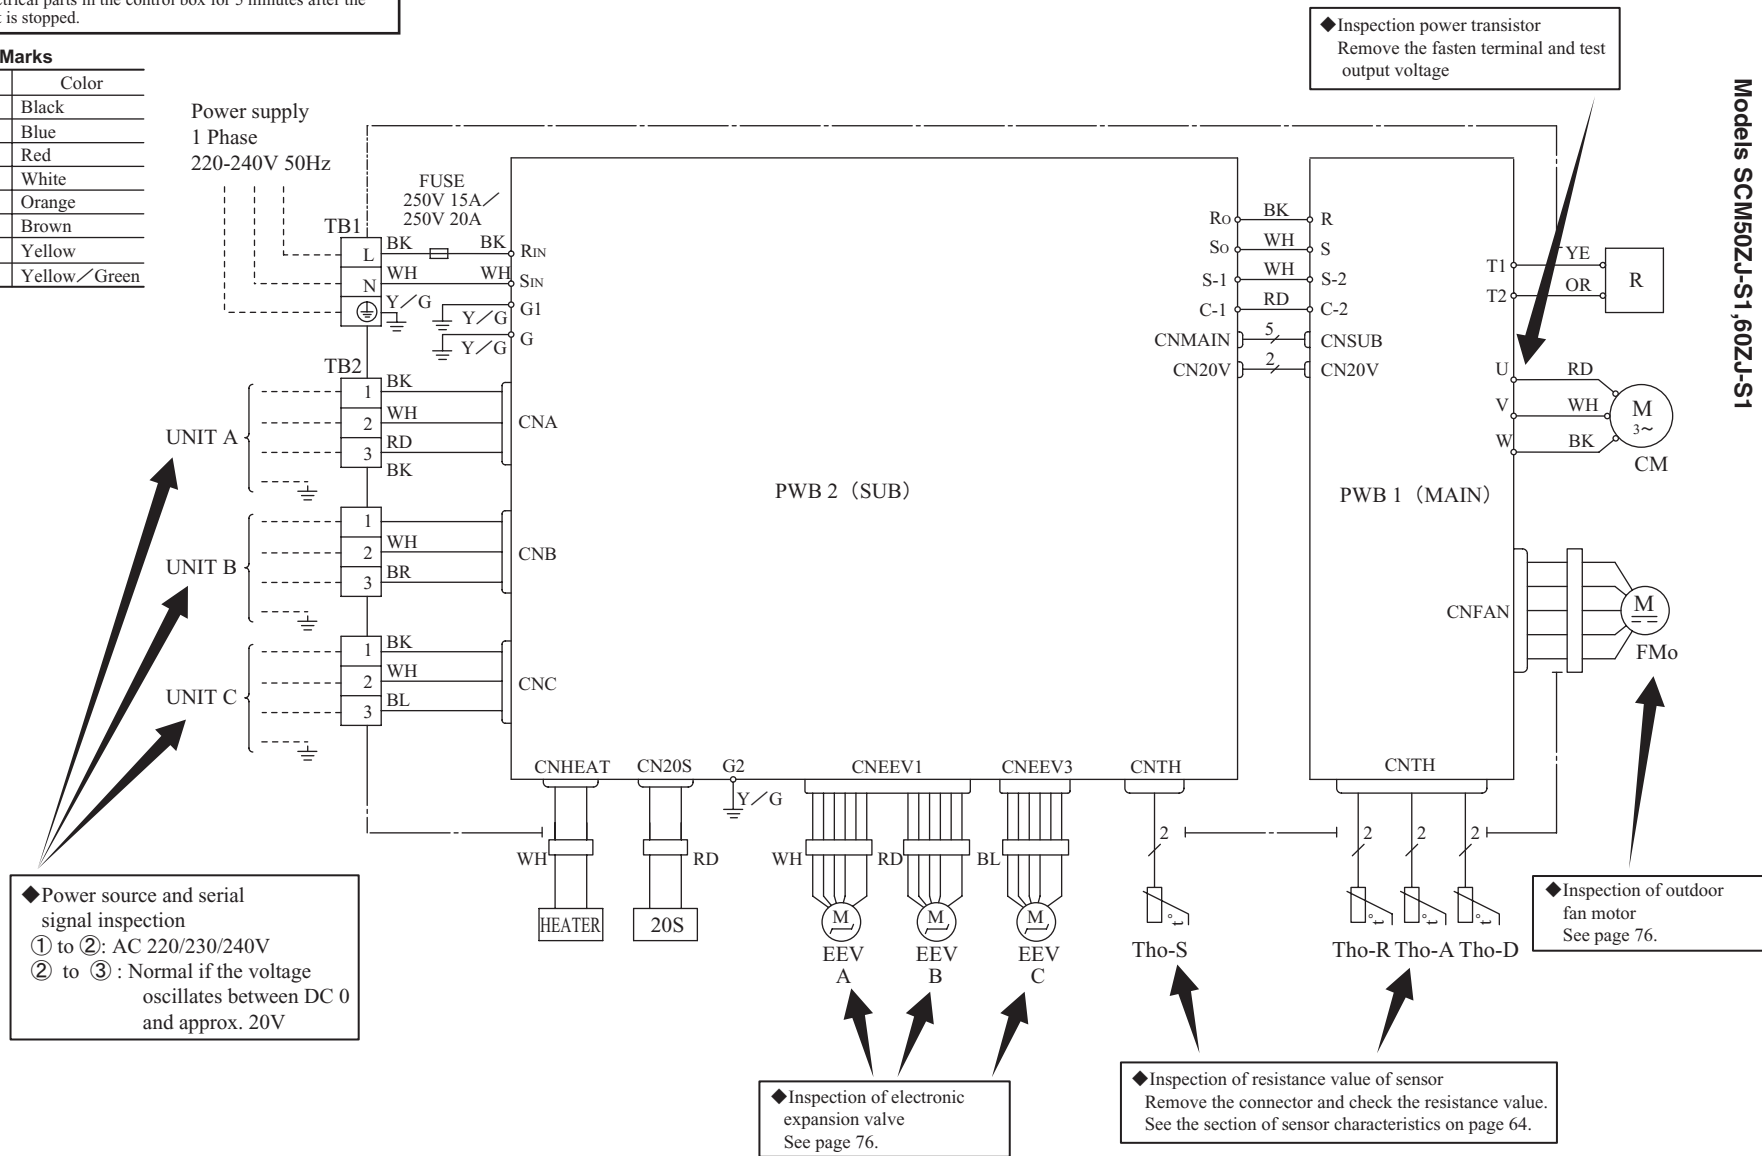 ctrical parts in the control box for 5 minutes after the
t is stopped.
Marks
Color
Black
Blue
Red
White
Orange
Brown
Yellow
Yellow／Green
Models SCM50ZJ-S1,60ZJ-S1
◆Inspection power transistor
Remove the fasten terminal and test
output voltage
Power supply
1 Phase
220-240V 50Hz
FUSE
250V 15A／
250V 20A
TB1
L
BK
BK
RIN
N
WH
WH
SIN
Y／G
Y／G
G1
Y／G
G
TB2
UNIT A
1
BK
2
WH
3
RD
BK
CNA
UNIT B
1
2
WH
3
BR
CNB
UNIT C
1
BK
2
WH
3
BL
CNC
PWB 2（SUB）
RO
BK
R
SO
WH
S
S-1
WH
S-2
C-1
RD
C-2
CNMAIN
5
CNSUB
CN20V
2
CN20V
PWB 1（MAIN）
T1
YE
T2
OR
R
U
RD
V
WH
W
BK
M
3~
CM
CNFAN
M
FMo
CNHEAT
CN20S
G2
CNEEV1
CNEEV3
CNTH
CNTH
Y／G
WH
RD
WH
RD
BL
2
2
2
2
HEATER
20S
M
M
M
EEV
A
EEV
B
EEV
C
t°
t°
t°
t°
Tho-S
Tho-R Tho-A Tho-D
◆Power source and serial
signal inspection
① to ②: AC 220/230/240V
② to ③ : Normal if the voltage
oscillates between DC 0
and approx. 20V
◆Inspection of outdoor
fan motor
See page 76.
◆Inspection of electronic
expansion valve
See page 76.
◆Inspection of resistance value of sensor
Remove the connector and check the resistance value.
See the section of sensor characteristics on page 64.